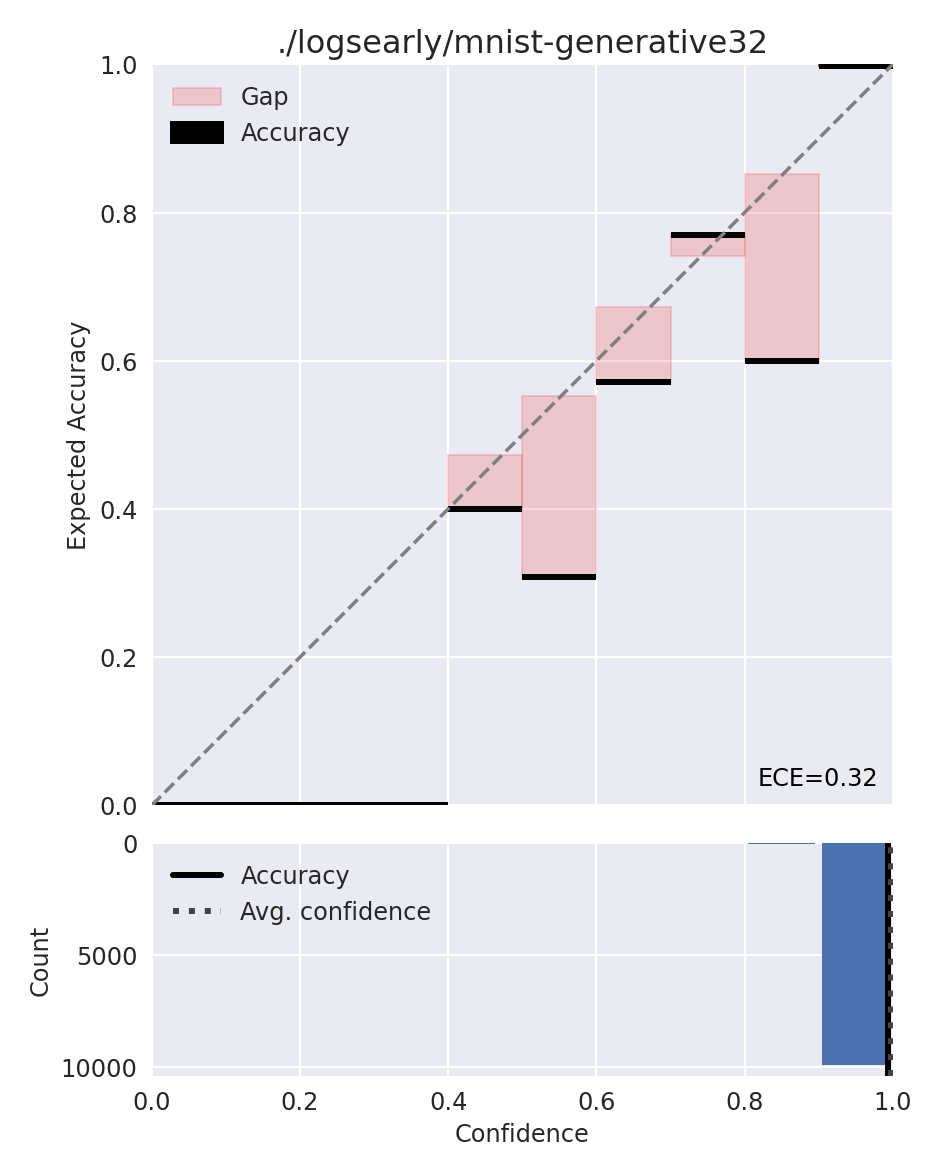 ./logsearly/mnist-generative32
1.0
Gap
Accuracy
0.8
0.6
Expected Accuracy
0.4
0.2
ECE=0.32
0.0
0
Accuracy
Avg. confidence
5000
Count
10000
0.0 0.2 0.4 0.6 0.8 1.0
Confidence